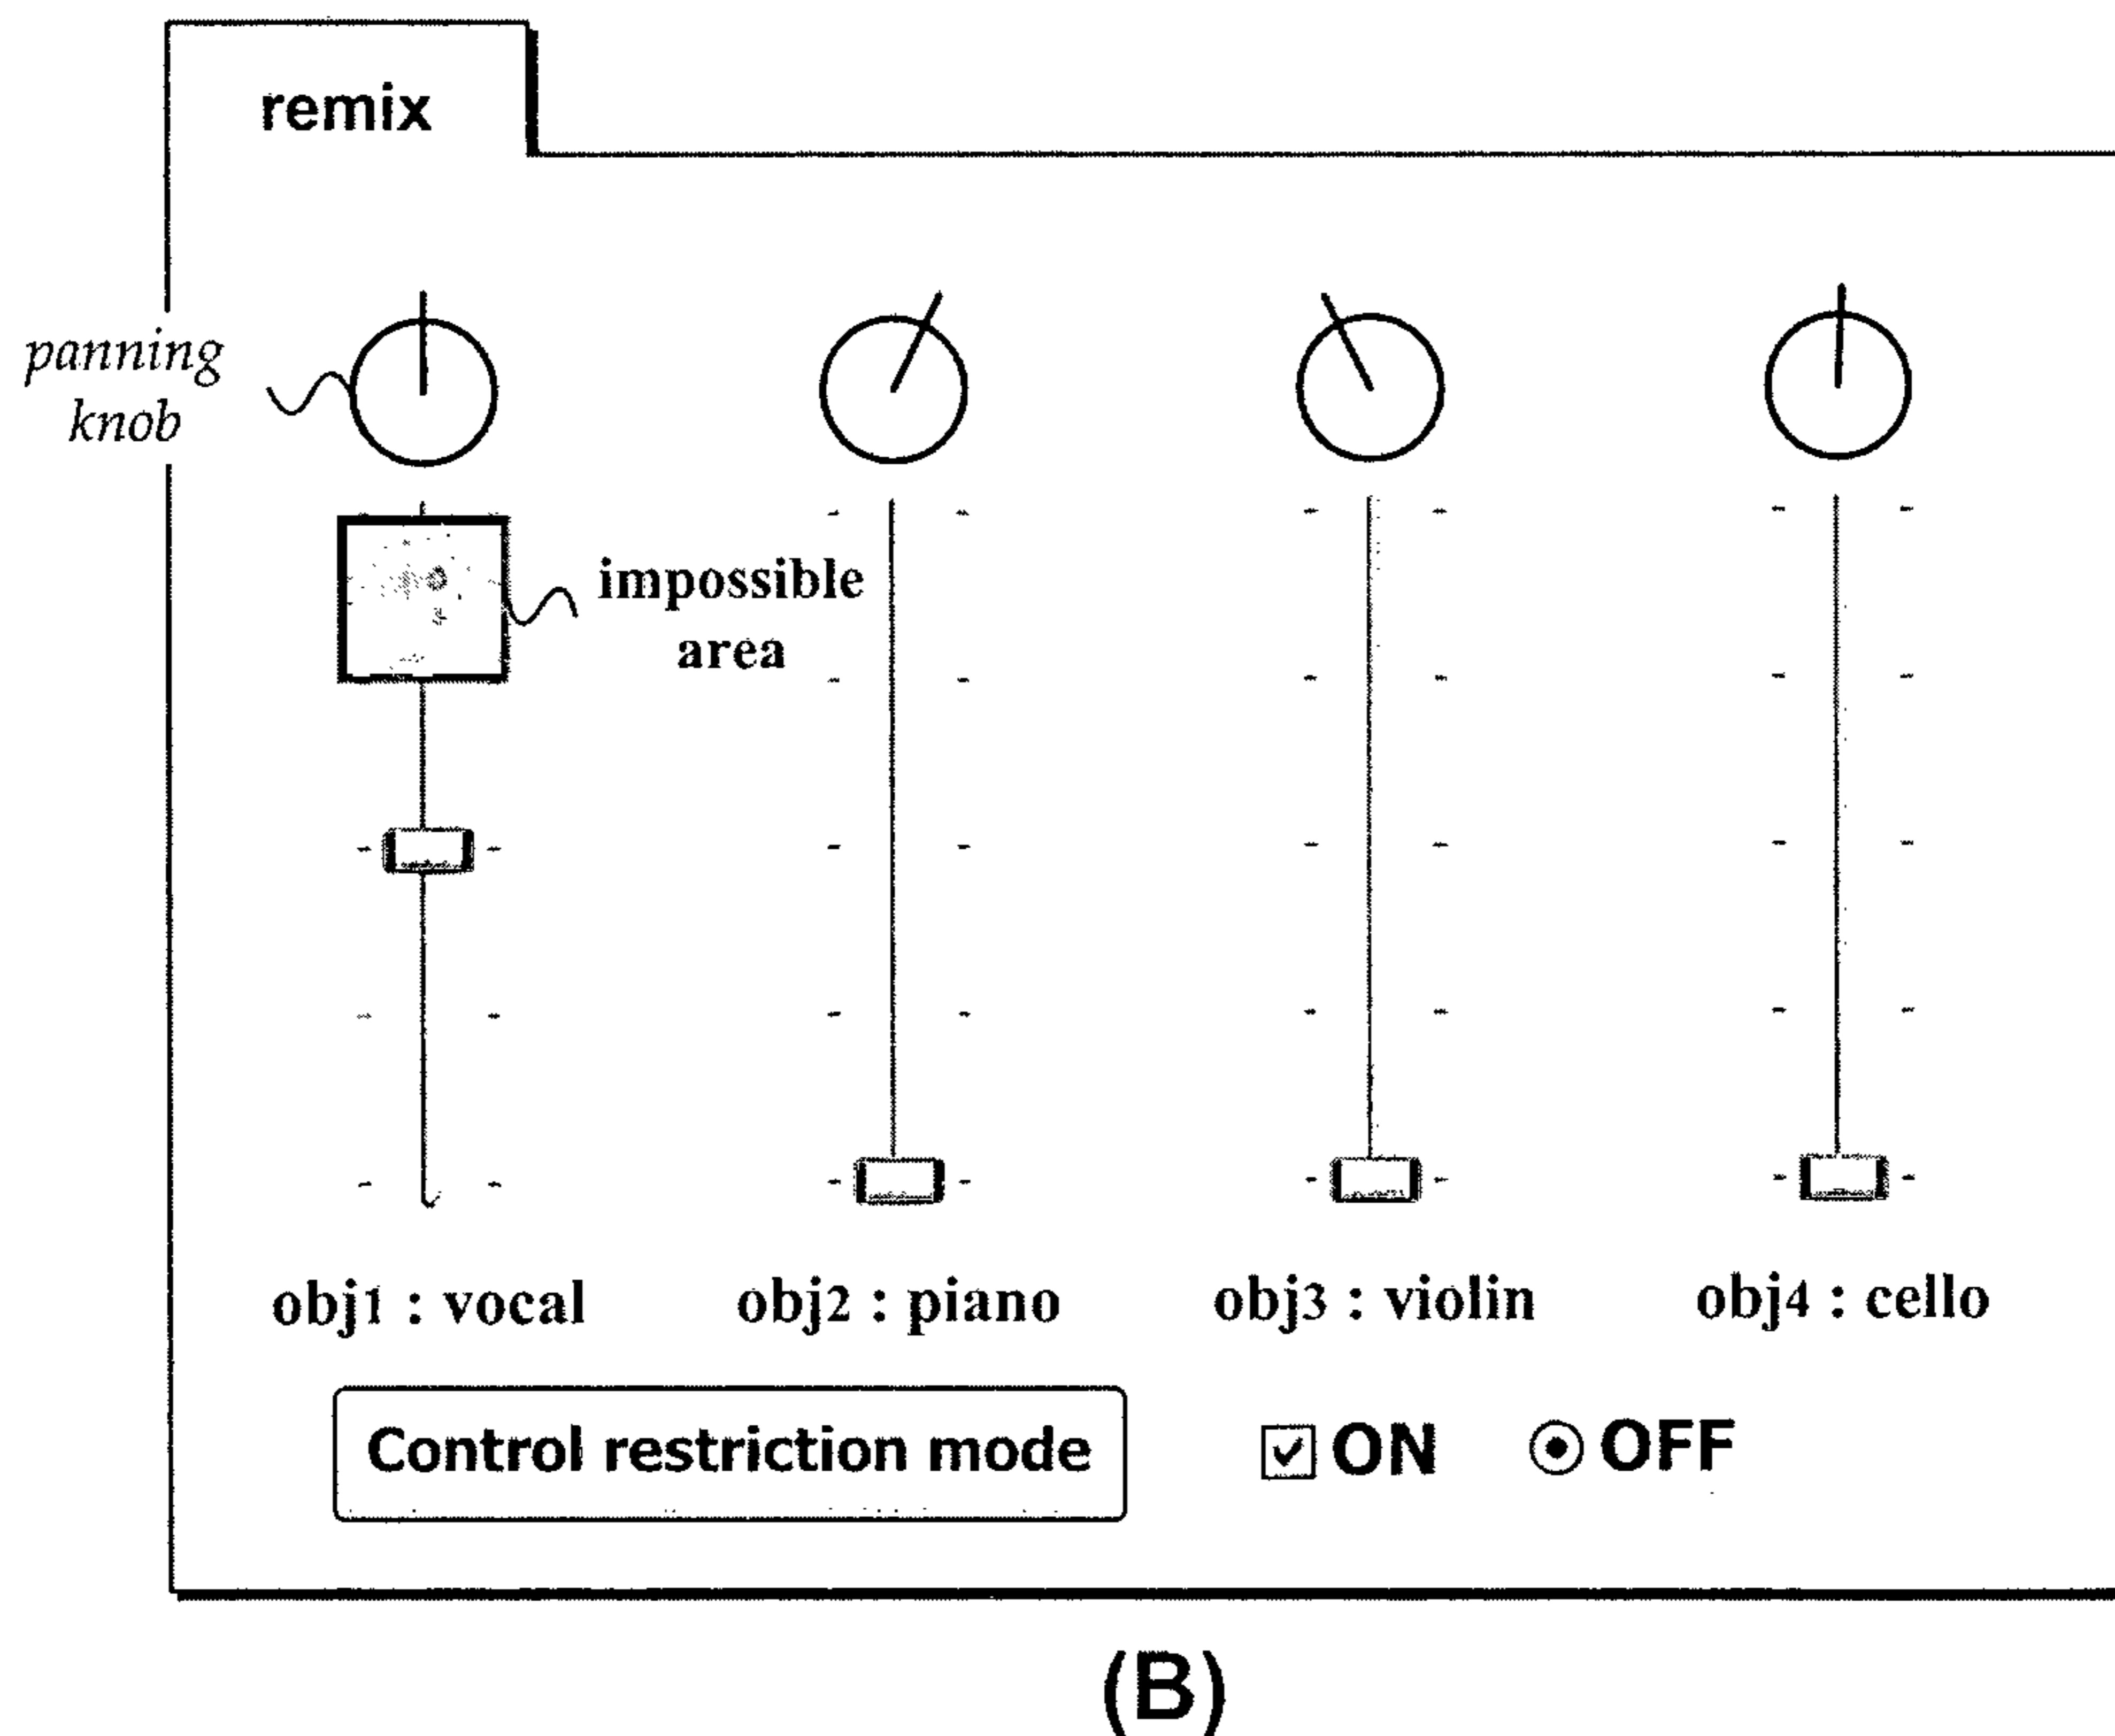 remix
panning
knob
impossible
area
obj1 : vocal
obj2 : piano
obj3 : violin
obj4 : cello
Control restriction mode
ON
OFF
(B)